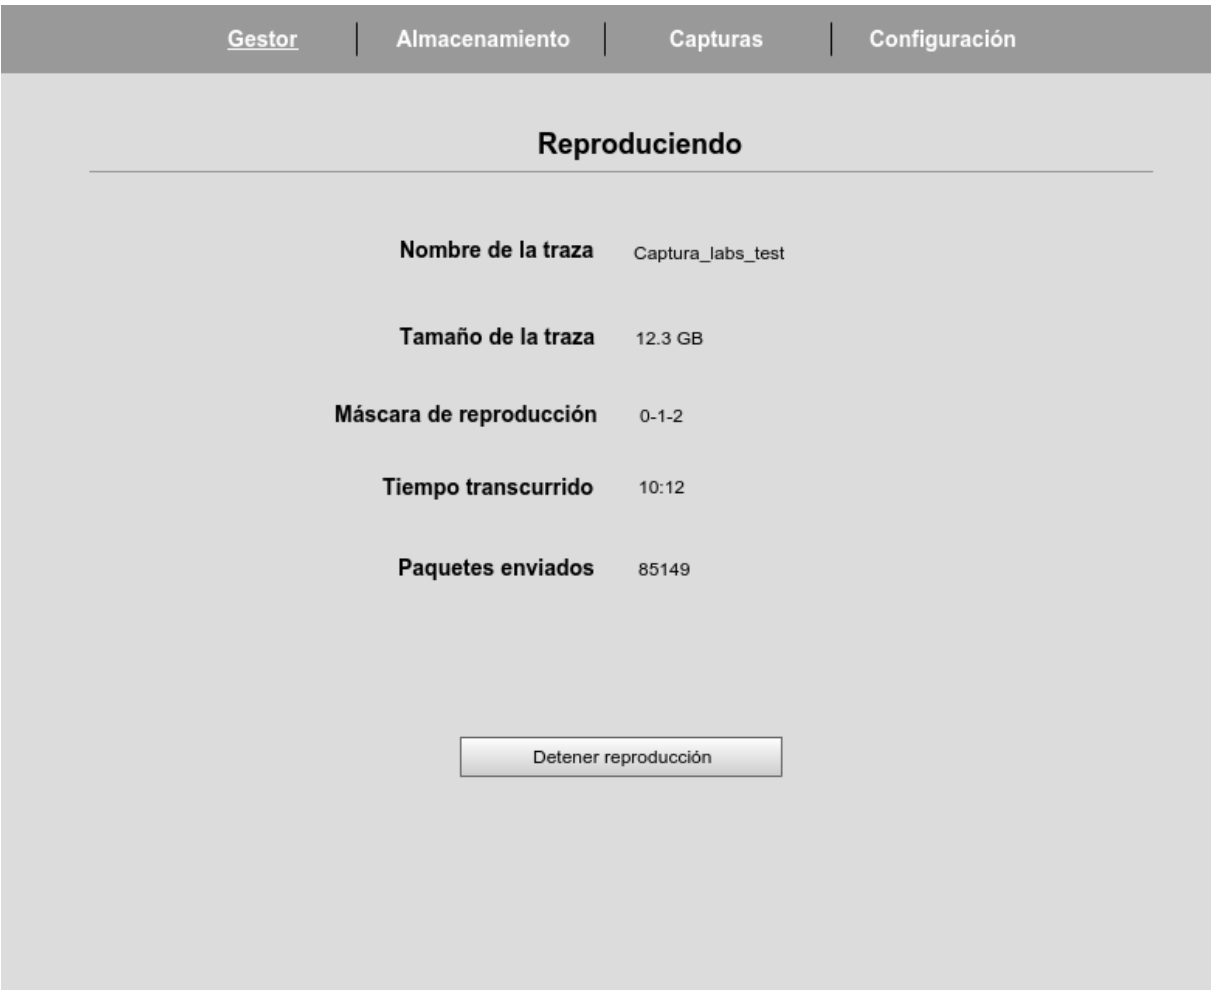 Gestor Almacenamiento Capturas Configuración
Reproduciendo
Nombre de la traza Captura_labs_test
Tamaño de la traza 12.3 GB
Máscara de reproducción 0-1-2
Tiempo transcurrido 10:12
Paquetes enviados 85149
Detener reproducción